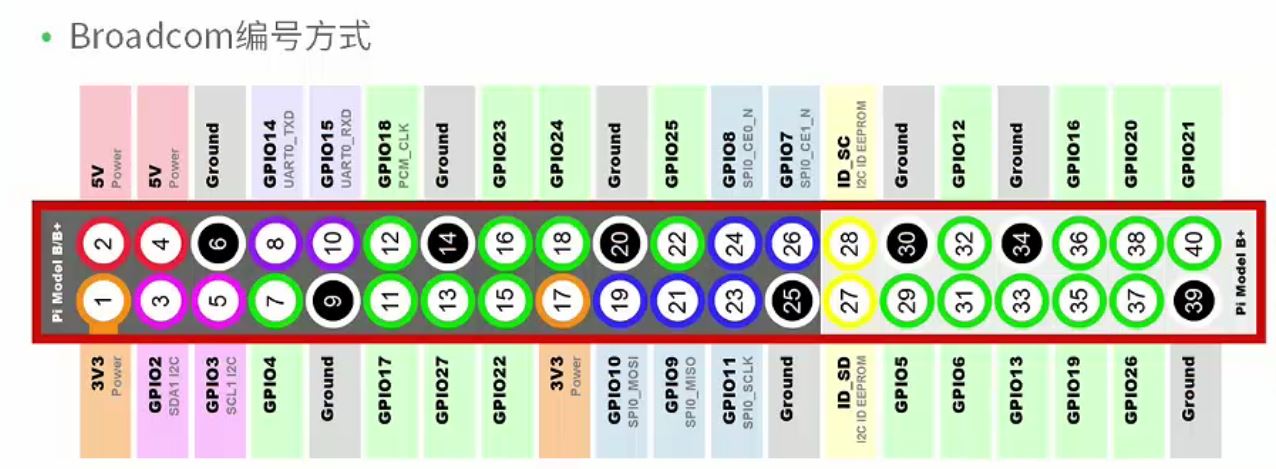 • Broadcom编号方式
5V
Power
5V
Power
Ground
GPIO14
UART0_TXD
GPIO15
UART0_RXD
GPIO18
PCM_CLK
Ground
GPIO23
GPIO24
Ground
GPIO25
GPIO8
SPI0_CE0_N
GPIO7
SPI0_CE1_N
ID_SC
I2C ID EEPROM
Ground
GPIO12
Ground
GPIO16
GPIO20
GPIO21
Pi Model B/B+
2 4 6 8 10 12 14 16 18 20 22 24 26 28 30 32 34 36 38 40
1 3 5 7 9 11 13 15 17 19 21 23 25 27 29 31 33 35 37 39
Pi Model B+
3V3
Power
GPIO2
SDA1 I2C
GPIO3
SCL1 I2C
GPIO4
Ground
GPIO17
GPIO27
GPIO22
3V3
Power
GPIO10
SPI0_MOSI
GPIO9
SPI0_MISO
GPIO11
SPI0_SCLK
Ground
ID_SD
I2C ID EEPROM
GPIO5
GPIO6
GPIO13
GPIO19
GPIO26
Ground